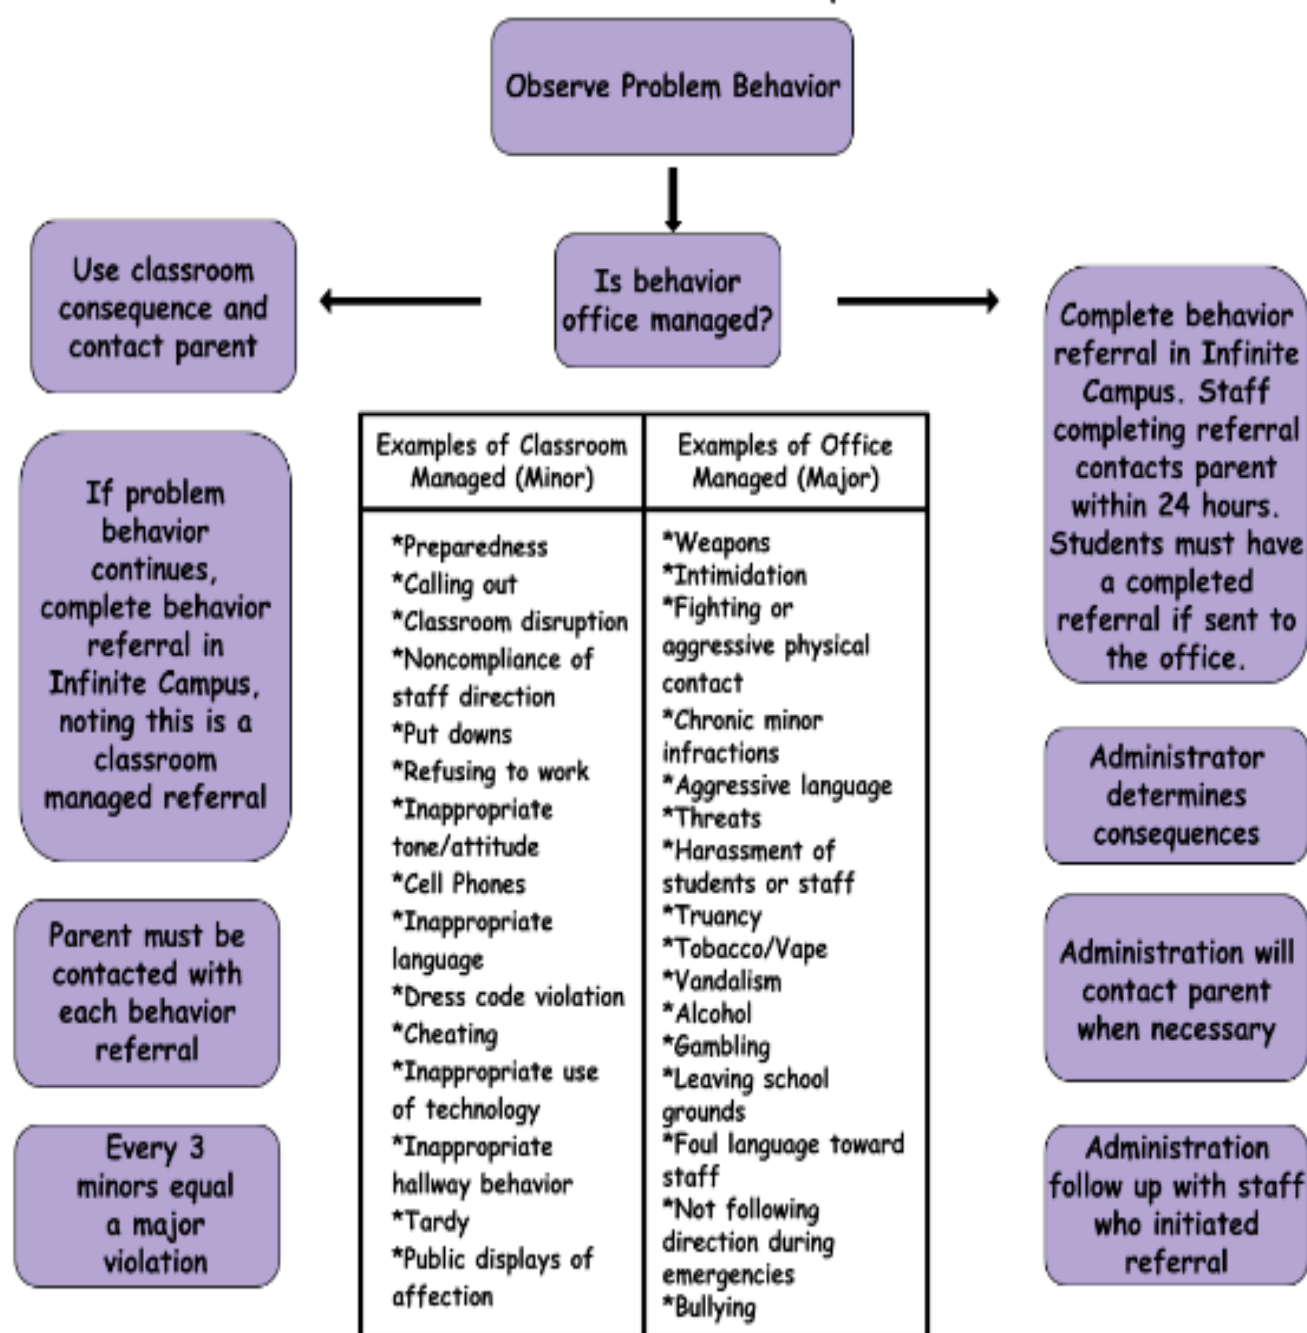 Observe Problem Behavior
Is behavior
office managed?
Use classroom
consequence and
contact parent
If problem
behavior
continues,
complete behavior
referral in
Infinite Campus,
noting this is a
classroom
managed referral
Parent must be
contacted with
each behavior
referral
Every 3
minors equal
a major
violation
Examples of Classroom
Managed (Minor)
*Preparedness
*Calling out
*Classroom disruption
*Noncompliance of
staff direction
*Put downs
*Refusing to work
*Inappropriate
tone/attitude
*Cell Phones
*Inappropriate
language
*Dress code violation
*Cheating
*Inappropriate use
of technology
*Inappropriate
hallway behavior
*Tardy
*Public displays of
affection
Examples of Office
Managed (Major)
*Weapons
*Intimidation
*Fighting or
aggressive physical
contact
*Chronic minor
infractions
*Aggressive language
*Threats
*Harassment of
students or staff
*Truancy
*Tobacco/Vape
*Vandalism
*Alcohol
*Gambling
*Leaving school
grounds
*Foul language toward
staff
*Not following
direction during
emergencies
*Bullying
Complete behavior
referral in Infinite
Campus. Staff
completing referral
contacts parent
within 24 hours.
Students must have
a completed
referral if sent to
the office.
Administrator
determines
consequences
Administration will
contact parent
when necessary
Administration
follow up with staff
who initiated
referral